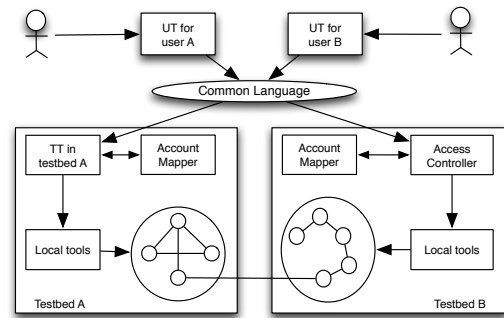 UT for
user A
UT for
user B
Common Language
TT in
testbed A
Account
Mapper
Account
Mapper
Access
Controller
Local tools
Local tools
Testbed A
Testbed B